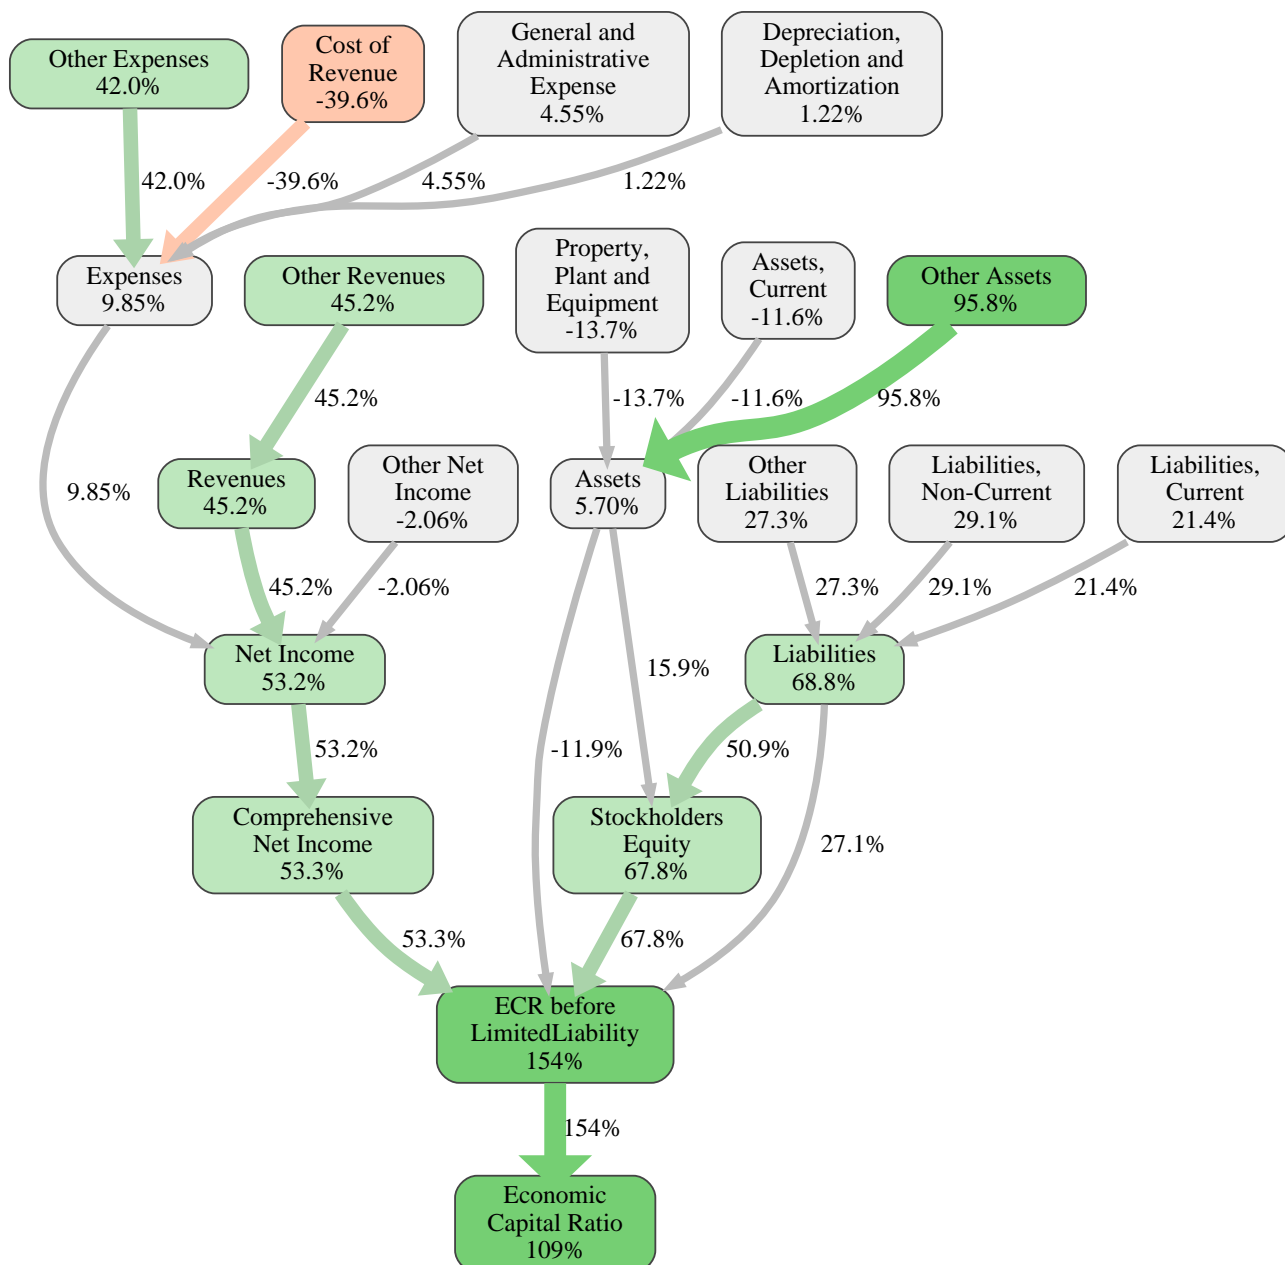 Other Expenses
42.0%
Cost of
Revenue
-39.6%
General and
Administrative
Expense
4.55%
Depreciation,
Depletion and
Amortization
1.22%
42.0%
-39.6%
4.55%
1.22%
Expenses
9.85%
Other Revenues
45.2%
Property,
Plant and
Equipment
-13.7%
Assets,
Current
-11.6%
Other Assets
95.8%
45.2%
-13.7%
-11.6%
95.8%
9.85%
Revenues
45.2%
Other Net
Income
-2.06%
Assets
5.70%
Other
Liabilities
27.3%
Liabilities,
Non-Current
29.1%
Liabilities,
Current
21.4%
45.2%
-2.06%
27.3%
29.1%
21.4%
Net Income
53.2%
15.9%
Liabilities
68.8%
53.2%
-11.9%
50.9%
Comprehensive
Net Income
53.3%
Stockholders
Equity
67.8%
27.1%
53.3%
67.8%
ECR before
LimitedLiability
154%
154%
Economic
Capital Ratio
109%